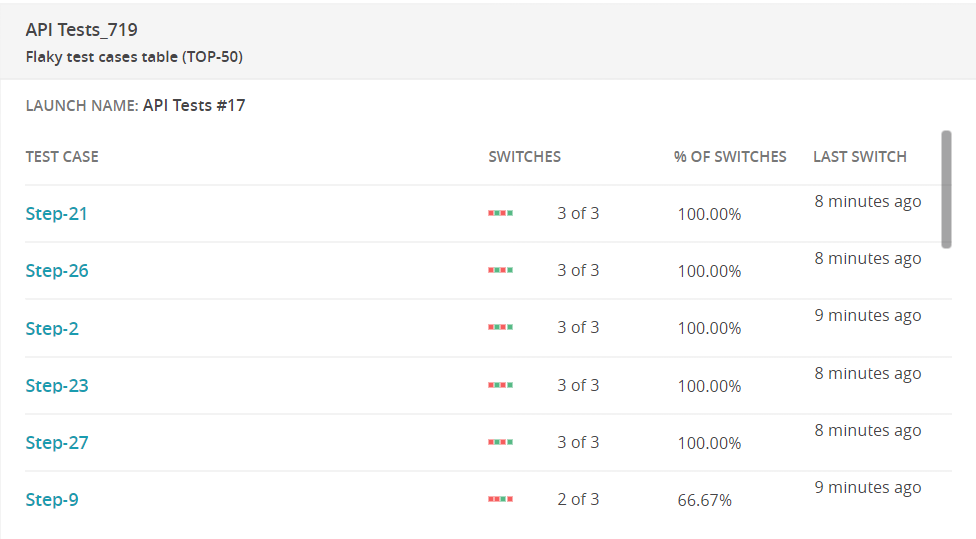 API Tests_719
Flaky test cases table (TOP-50)
LAUNCH NAME: API Tests #17
TEST CASE SWITCHES % OF SWITCHES LAST SWITCH
Step-21 3 of 3 100.00% 8 minutes ago
Step-26 3 of 3 100.00% 8 minutes ago
Step-2 3 of 3 100.00% 9 minutes ago
Step-23 3 of 3 100.00% 8 minutes ago
Step-27 3 of 3 100.00% 8 minutes ago
Step-9 2 of 3 66.67% 9 minutes ago